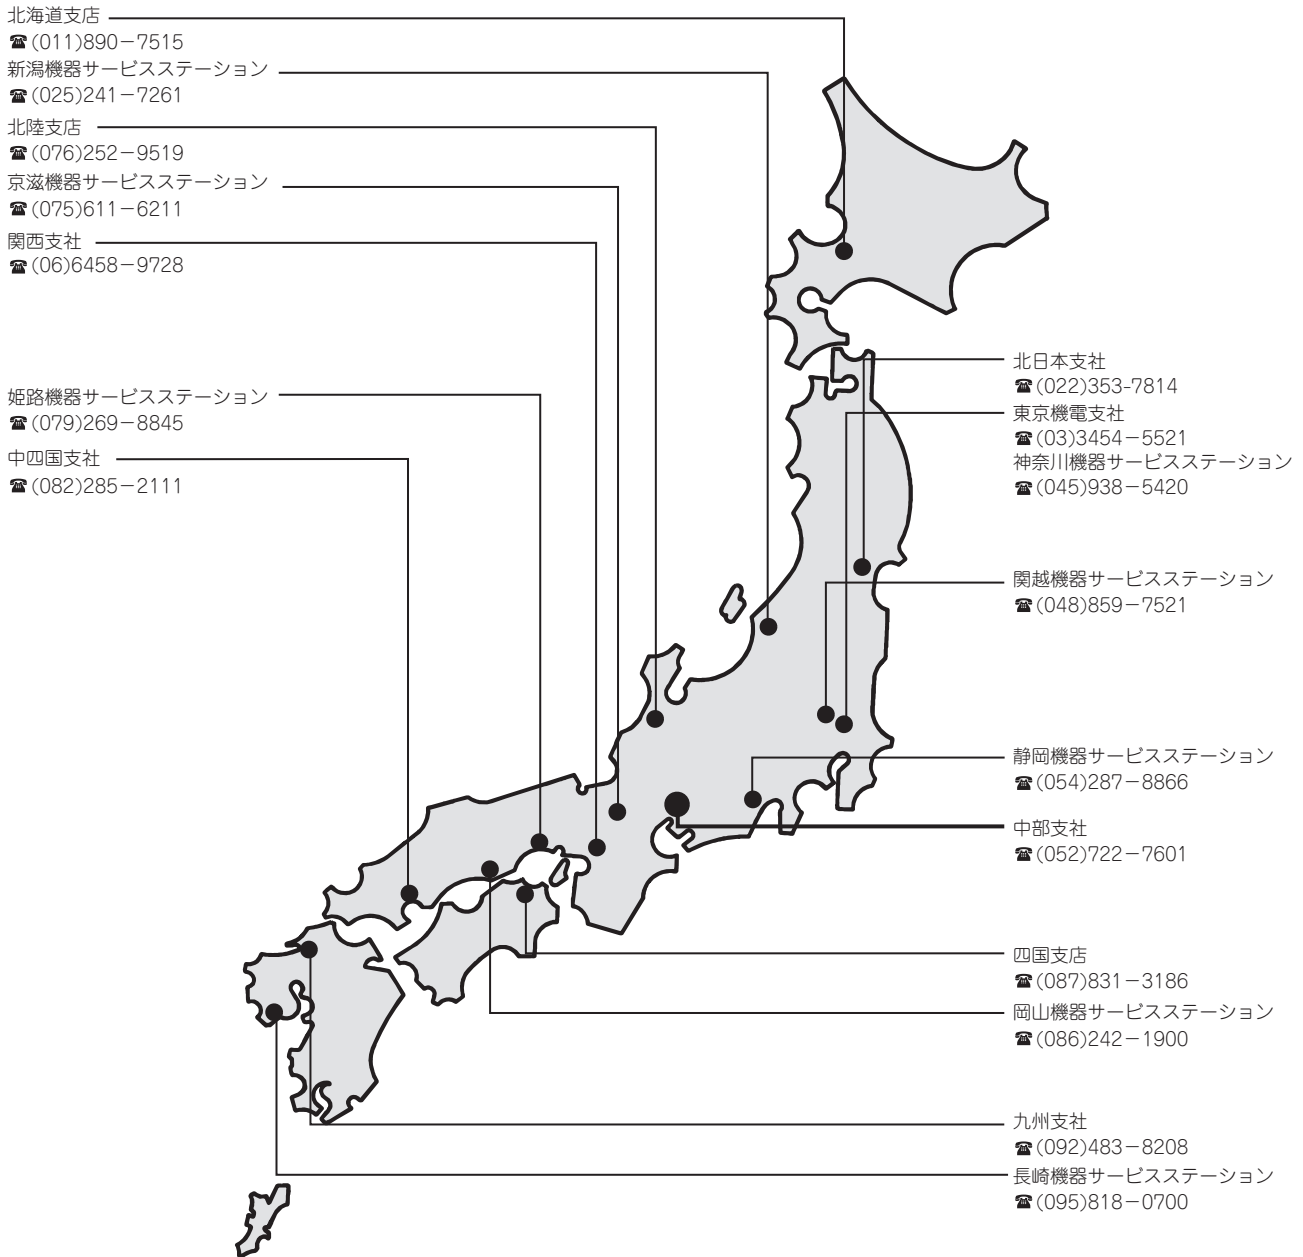 北海道支店
☎(011)890−7515
新潟機器サービスステーション
☎(025)241−7261
北陸支店
☎(076)252−9519
京滋機器サービスステーション
☎(075)611−6211
関西支社
☎(06)6458−9728
姫路機器サービスステーション
☎(079)269−8845
中四国支社
☎(082)285−2111
北日本支社
☎(022)353-7814
東京機電支社
☎(03)3454−5521
神奈川機器サービスステーション
☎(045)938−5420
関越機器サービスステーション
☎(048)859−7521
静岡機器サービスステーション
☎(054)287−8866
中部支社
☎(052)722−7601
四国支店
☎(087)831−3186
岡山機器サービスステーション
☎(086)242−1900
九州支社
☎(092)483−8208
長崎機器サービスステーション
☎(095)818−0700